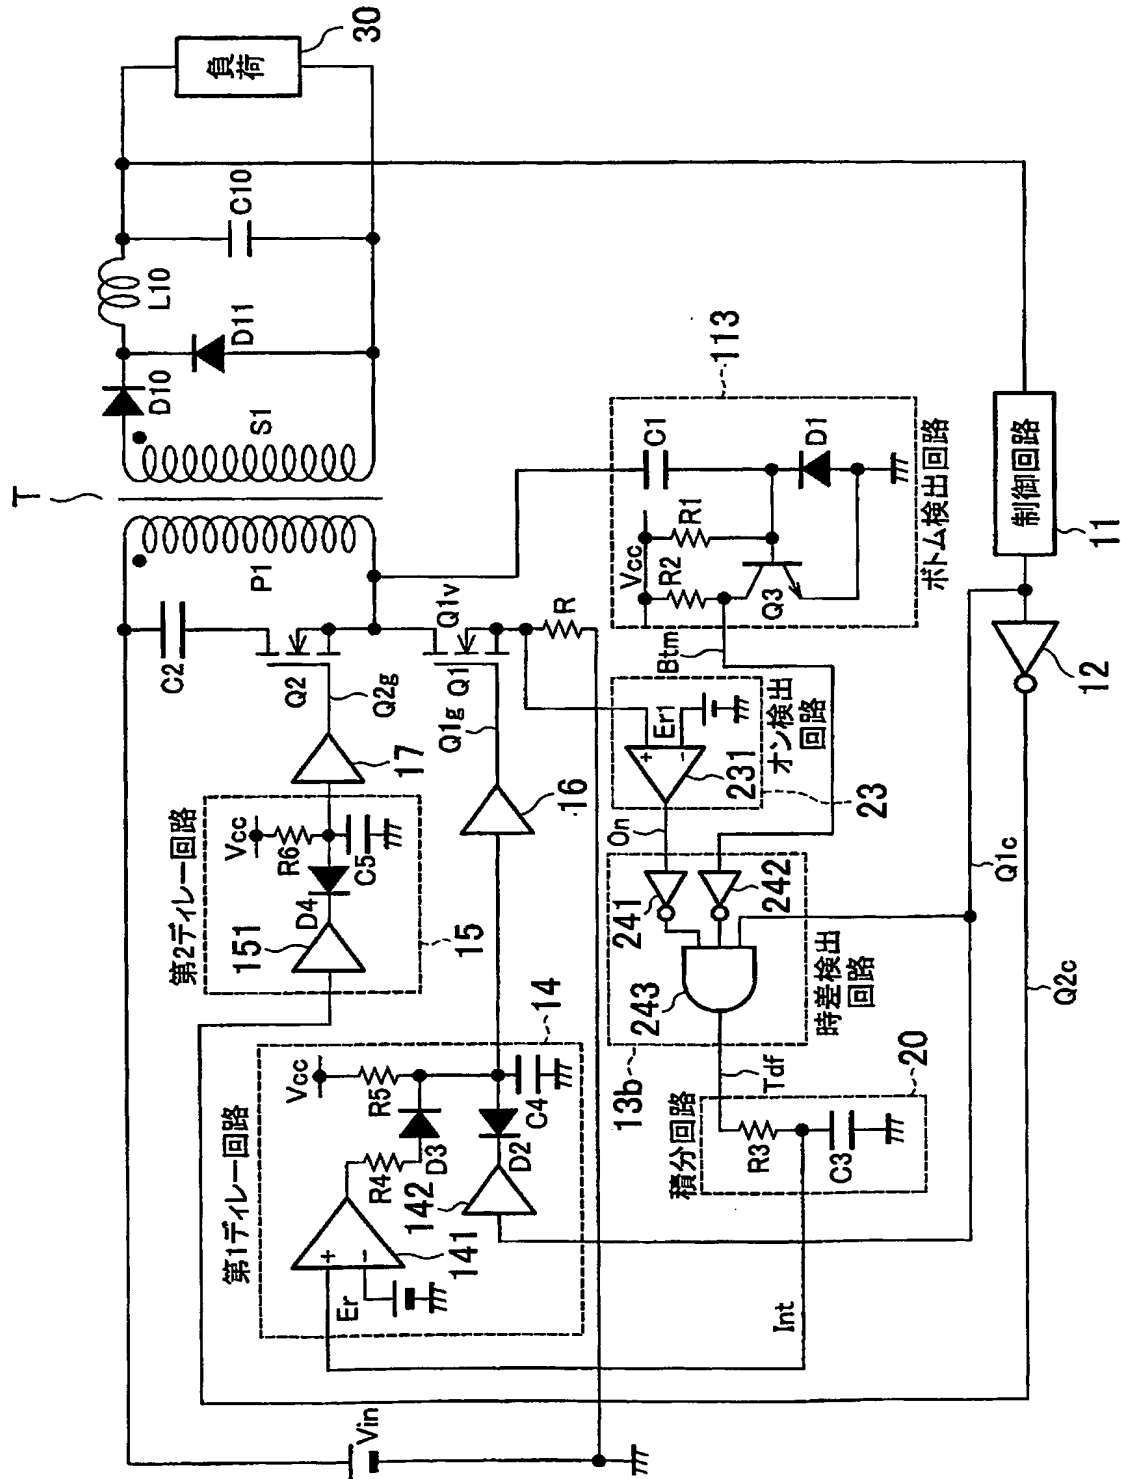 T
P1
S1
D10
D11
L10
C10
負荷
30
C2
Q2
Q2g
Q1
Q1v
Q1g
R
17
16
第2ディレー回路
Vcc
R6
C5
D4
151
15
第1ディレー回路
Vcc
R5
R4
D3
D2
C4
142
141
Er
14
Vin
113
C1
Vcc
R1
R2
D1
Q3
ボトム検出回路
Btm
Er1
231
オン検出
回路
23
On
241
242
243
時差検出
回路
13b
Tdf
積分回路
20
R3
C3
Int
制御回路
11
12
Q1c
Q2c
+
-
+
-